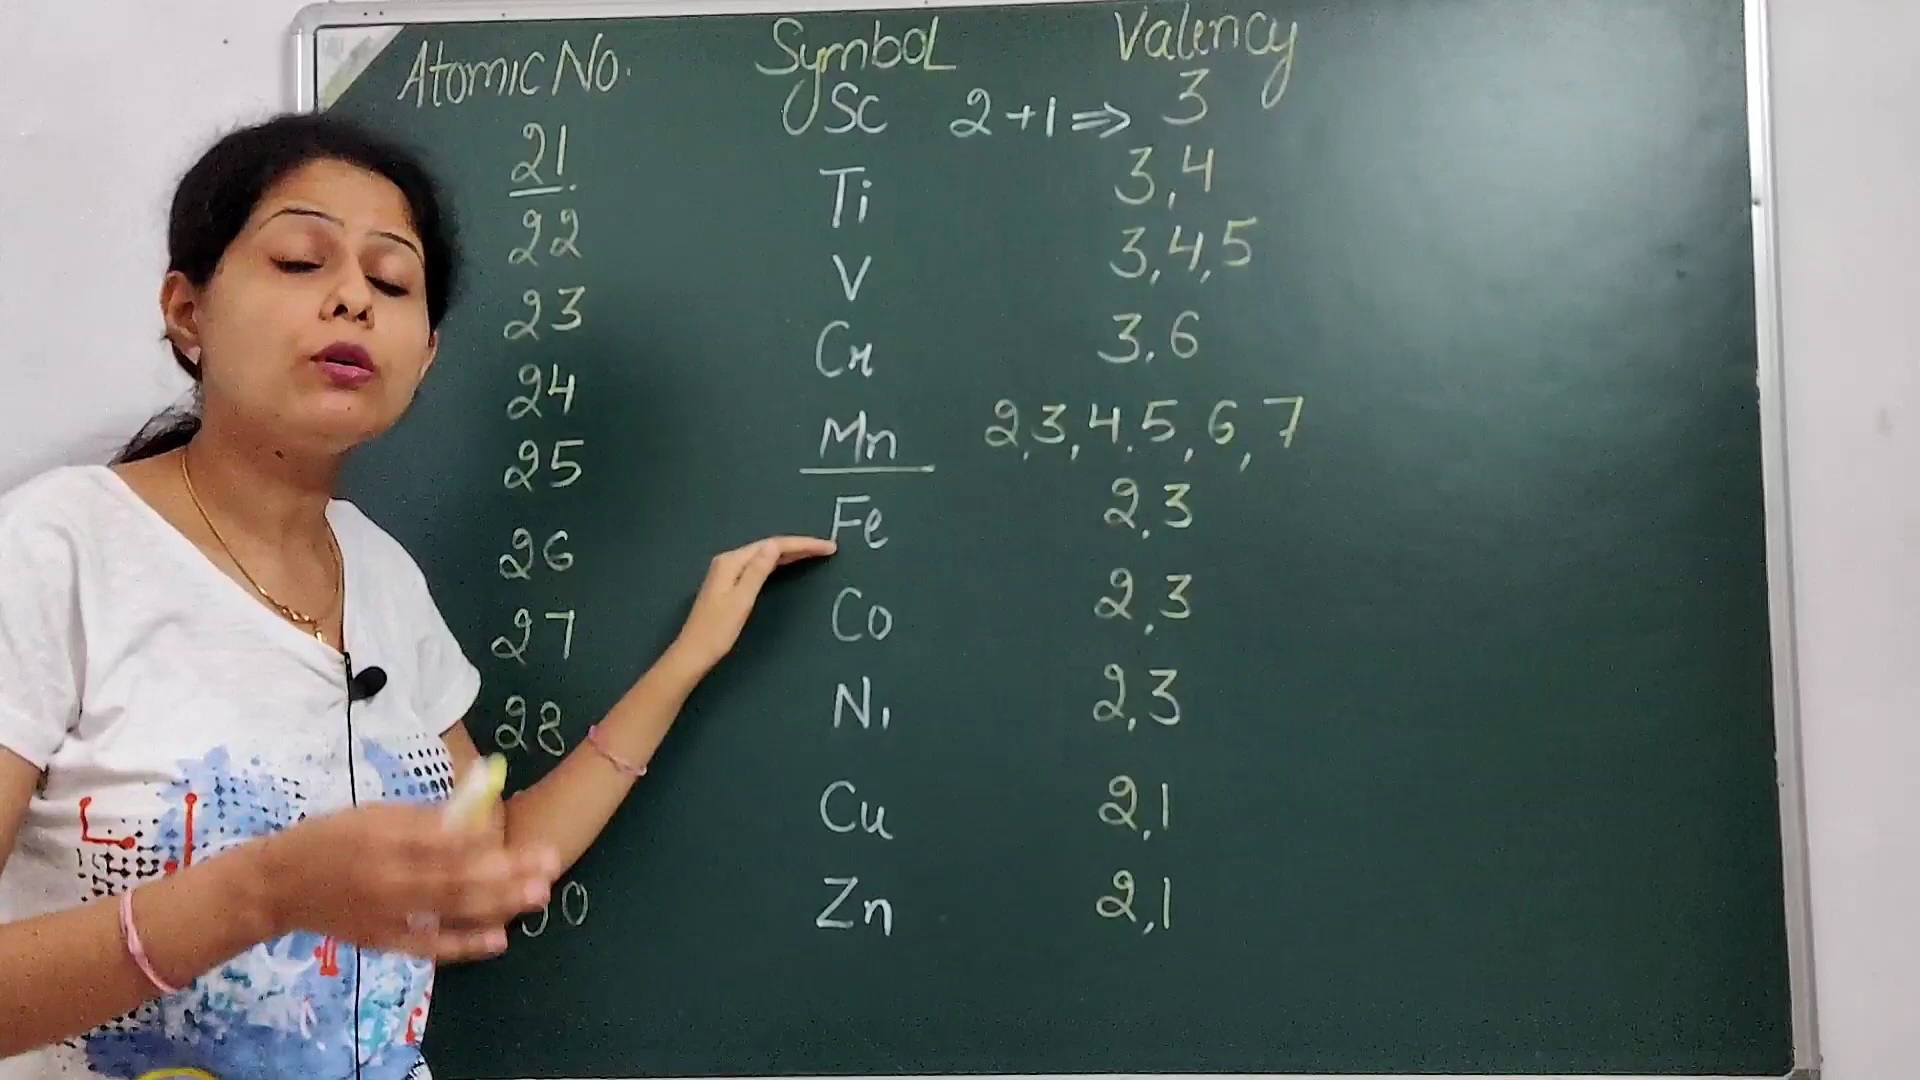 Atomic No. Symbol Valency
21 Sc 2+1⇒ 3
22 Ti 3,4
23 V 3,4,5
24 Cr 3,6
25 Mn 2,3,4,5,6,7
26 Fe 2,3
27 Co 2,3
28 Ni 2,3
Cu 2,1
Zn 2,1